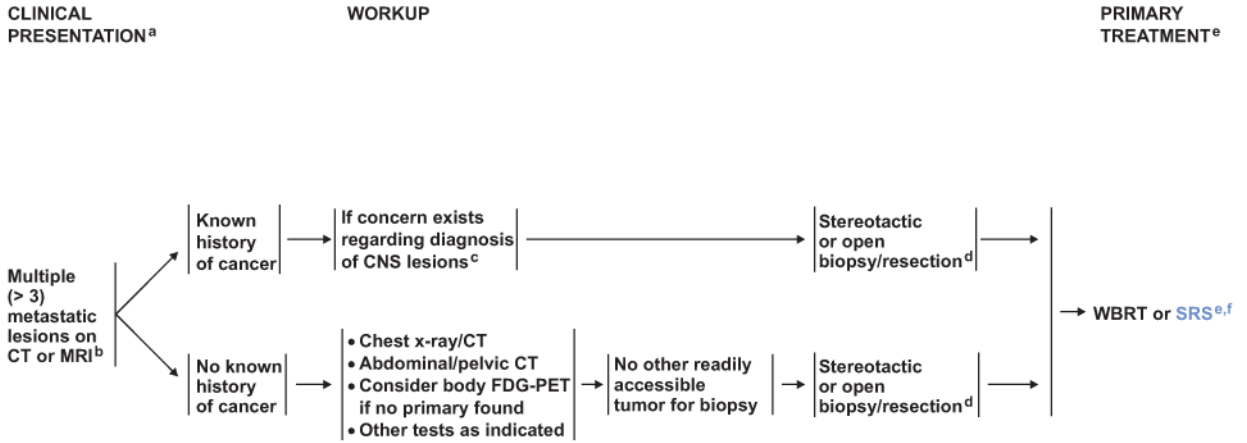 CLINICAL
PRESENTATIONᵃ
WORKUP
PRIMARY
TREATMENTᵉ
Multiple
(> 3)
metastatic
lesions on
CT or MRIᵇ
Known
history
of cancer
If concern exists
regarding diagnosis
of CNS lesionsᶜ
Stereotactic
or open
biopsy/resectionᵈ
No known
history
of cancer
• Chest x-ray/CT
• Abdominal/pelvic CT
• Consider body FDG-PET
if no primary found
• Other tests as indicated
No other readily
accessible
tumor for biopsy
Stereotactic
or open
biopsy/resectionᵈ
WBRT or SRSᵉ,ᶠ